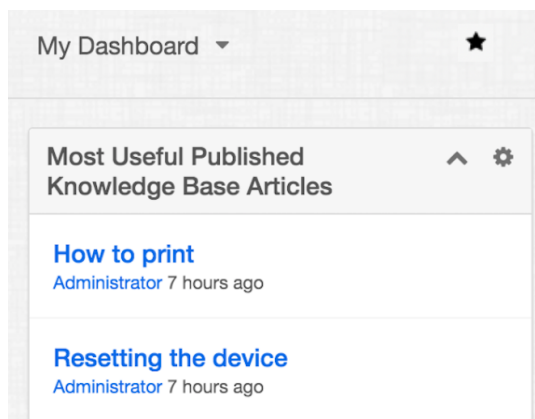 My Dashboard
Most Useful Published
Knowledge Base Articles
How to print
Administrator 7 hours ago
Resetting the device
Administrator 7 hours ago